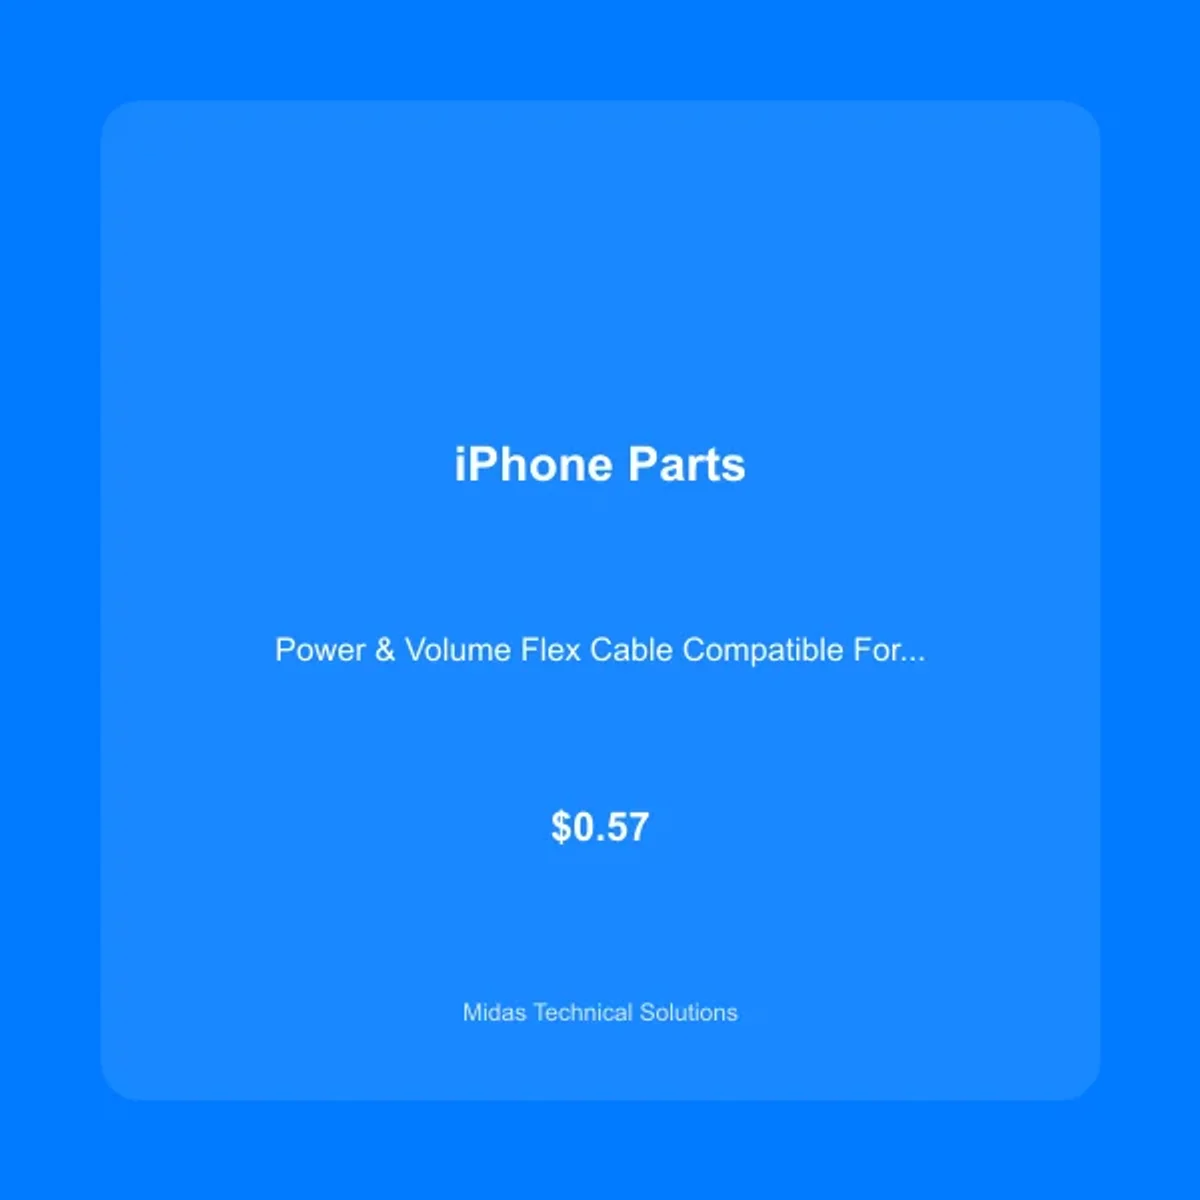 iPhone Parts
Power & Volume Flex Cable Compatible For...
$0.57
Midas Technical Solutions